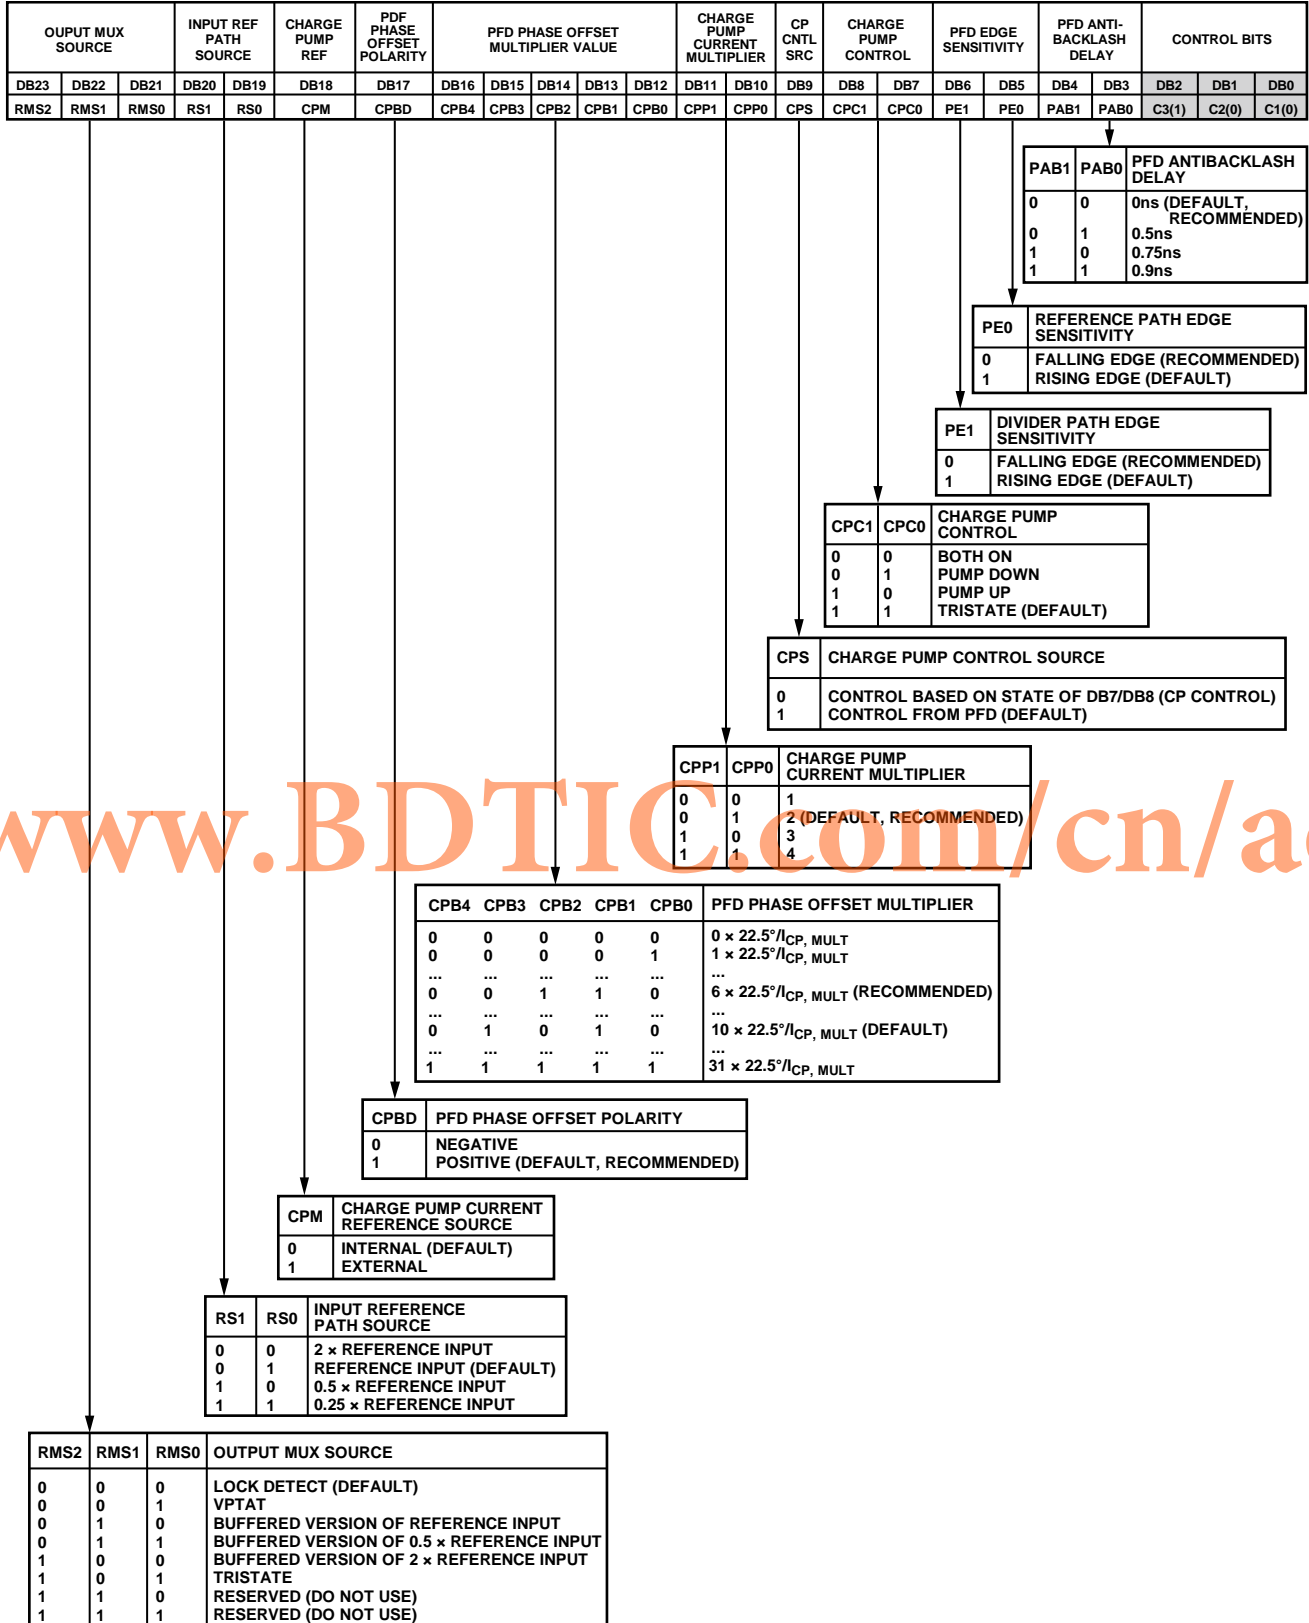 OUPUT MUX SOURCE
INPUT REF PATH SOURCE
CHARGE PUMP REF
PDF PHASE OFFSET POLARITY
PFD PHASE OFFSET MULTIPLIER VALUE
CHARGE PUMP CURRENT MULTIPLIER
CP CNTL SRC
CHARGE PUMP CONTROL
PFD EDGE SENSITIVITY
PFD ANTI-BACKLASH DELAY
CONTROL BITS
DB23 DB22 DB21 DB20 DB19 DB18 DB17 DB16 DB15 DB14 DB13 DB12 DB11 DB10 DB9 DB8 DB7 DB6 DB5 DB4 DB3 DB2 DB1 DB0
RMS2 RMS1 RMS0 RS1 RS0 CPM CPBD CPB4 CPB3 CPB2 CPB1 CPB0 CPP1 CPP0 CPS CPC1 CPC0 PE1 PE0 PAB1 PAB0 C3(1) C2(0) C1(0)
PAB1 PAB0 PFD ANTIBACKLASH DELAY
0 0 0ns (DEFAULT, RECOMMENDED)
0 1 0.5ns
1 0 0.75ns
1 1 0.9ns
PE0 REFERENCE PATH EDGE SENSITIVITY
0 FALLING EDGE (RECOMMENDED)
1 RISING EDGE (DEFAULT)
PE1 DIVIDER PATH EDGE SENSITIVITY
0 FALLING EDGE (RECOMMENDED)
1 RISING EDGE (DEFAULT)
CPC1 CPC0 CHARGE PUMP CONTROL
0 0 BOTH ON
0 1 PUMP DOWN
1 0 PUMP UP
1 1 TRISTATE (DEFAULT)
CPS CHARGE PUMP CONTROL SOURCE
0 CONTROL BASED ON STATE OF DB7/DB8 (CP CONTROL)
1 CONTROL FROM PFD (DEFAULT)
CPP1 CPP0 CHARGE PUMP CURRENT MULTIPLIER
0 0 1
0 1 2 (DEFAULT, RECOMMENDED)
1 0 3
1 1 4
www.BDTIC.com/cn/a
CPB4 CPB3 CPB2 CPB1 CPB0 PFD PHASE OFFSET MULTIPLIER
0 0 0 0 0 0 × 22.5°/ICP, MULT
0 0 0 0 1 1 × 22.5°/ICP, MULT
... ... ... ... ... ...
0 0 1 1 0 6 × 22.5°/ICP, MULT (RECOMMENDED)
... ... ... ... ... ...
0 1 0 1 0 10 × 22.5°/ICP, MULT (DEFAULT)
... ... ... ... ... ...
1 1 1 1 1 31 × 22.5°/ICP, MULT
CPBD PFD PHASE OFFSET POLARITY
0 NEGATIVE
1 POSITIVE (DEFAULT, RECOMMENDED)
CPM CHARGE PUMP CURRENT REFERENCE SOURCE
0 INTERNAL (DEFAULT)
1 EXTERNAL
RS1 RS0 INPUT REFERENCE PATH SOURCE
0 0 2 × REFERENCE INPUT
0 1 REFERENCE INPUT (DEFAULT)
1 0 0.5 × REFERENCE INPUT
1 1 0.25 × REFERENCE INPUT
RMS2 RMS1 RMS0 OUTPUT MUX SOURCE
0 0 0 LOCK DETECT (DEFAULT)
0 0 1 VPTAT
0 1 0 BUFFERED VERSION OF REFERENCE INPUT
0 1 1 BUFFERED VERSION OF 0.5 × REFERENCE INPUT
1 0 0 BUFFERED VERSION OF 2 × REFERENCE INPUT
1 0 1 TRISTATE
1 1 0 RESERVED (DO NOT USE)
1 1 1 RESERVED (DO NOT USE)